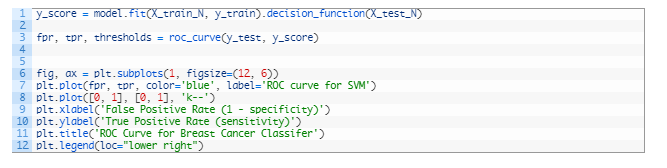 1 y_score = model.fit(X_train_N, y_train).decision_function(X_test_N)
2
3 fpr, tpr, thresholds = roc_curve(y_test, y_score)
4
5
6 fig, ax = plt.subplots(1, figsize=(12, 6))
7 plt.plot(fpr, tpr, color='blue', label='ROC curve for SVM')
8 plt.plot([0, 1], [0, 1], 'k--')
9 plt.xlabel('False Positive Rate (1 - specificity)')
10 plt.ylabel('True Positive Rate (sensitivity)')
11 plt.title('ROC Curve for Breast Cancer Classifer')
12 plt.legend(loc="lower right")